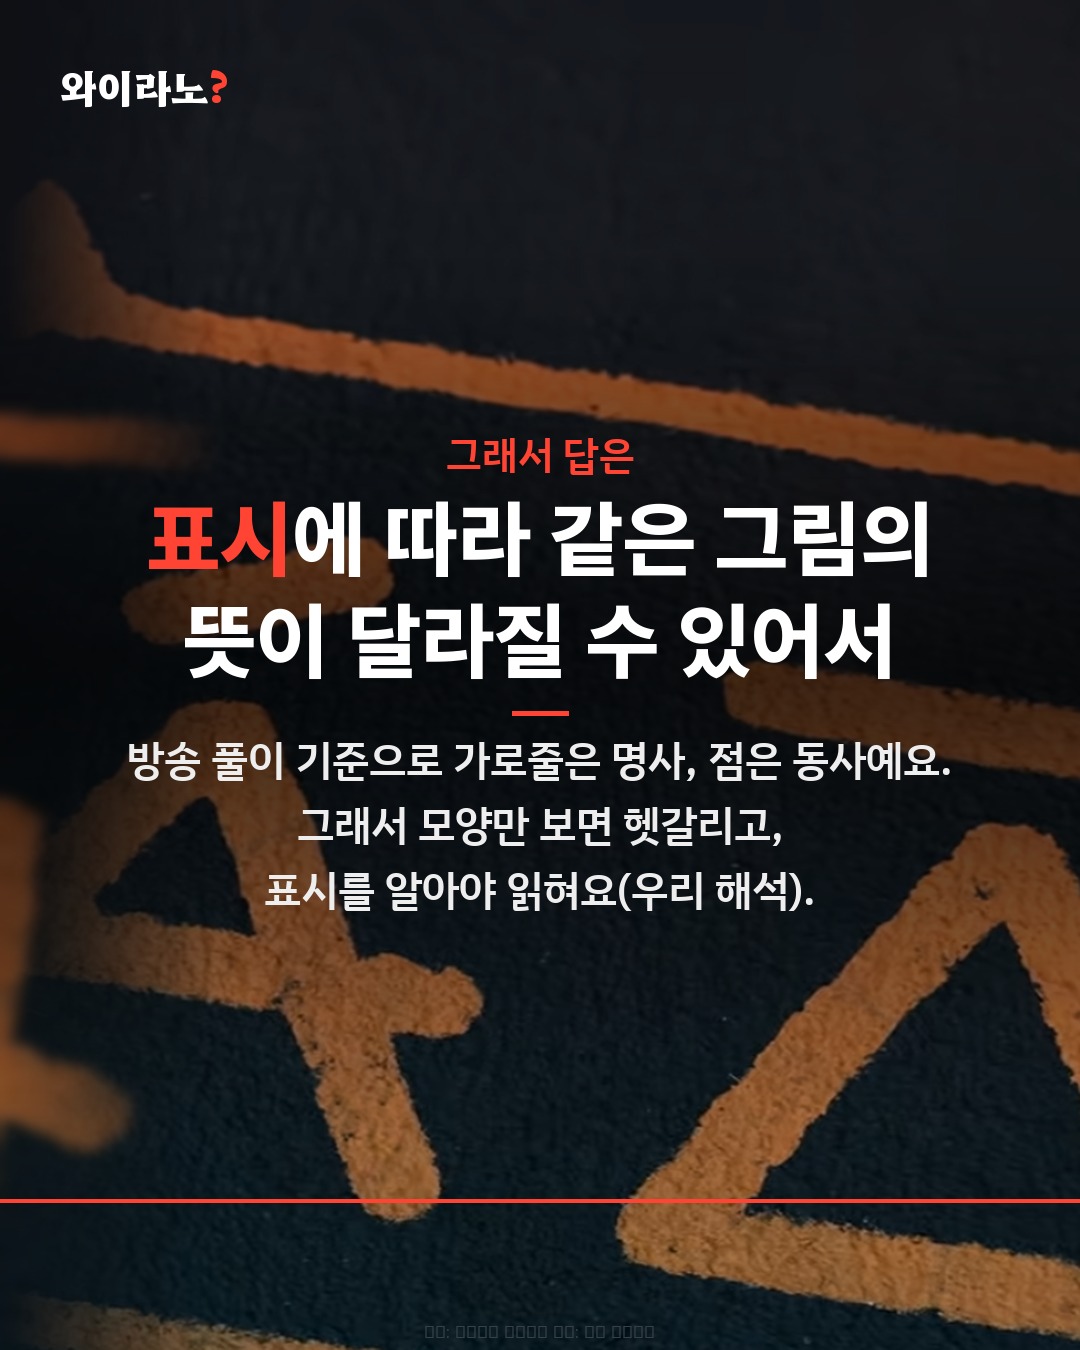 와이라노?
그래서 답은
표시에 따라 같은 그림의
뜻이 달라질 수 있어서
방송 풀이 기준으로 가로줄은 명사, 점은 동사예요.
그래서 모양만 보면 헷갈리고,
표시를 알아야 읽혀요(우리 해석).